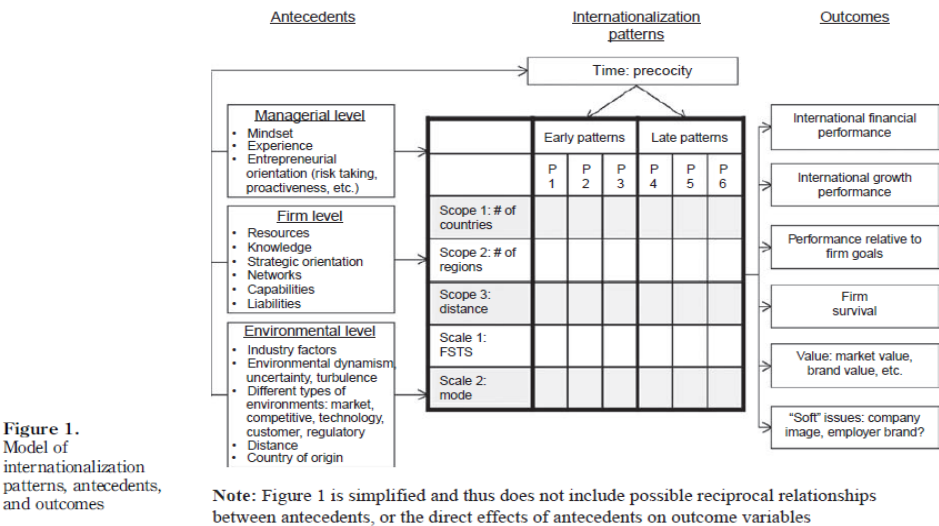 Antecedents
Internationalization
patterns
Outcomes
Time: precocity
Managerial level
• Mindset
• Experience
• Entrepreneurial
orientation (risk taking,
proactiveness, etc.)
Firm level
• Resources
• Knowledge
• Strategic orientation
• Networks
• Capabilities
• Liabilities
Environmental level
• Industry factors
• Environmental dynamism,
uncertainty, turbulence
• Different types of
environments: market,
competitive, technology,
customer, regulatory
• Distance
• Country of origin
Early patterns
Late patterns
P
1
P
2
P
3
P
4
P
5
P
6
Scope 1: # of
countries
Scope 2: # of
regions
Scope 3:
distance
Scale 1:
FSTS
Scale 2:
mode
International financial
performance
International growth
performance
Performance relative to
firm goals
Firm
survival
Value: market value,
brand value, etc.
“Soft” issues: company
image, employer brand?
Figure 1.
Model of
internationalization
patterns, antecedents,
and outcomes
Note: Figure 1 is simplified and thus does not include possible reciprocal relationships
between antecedents, or the direct effects of antecedents on outcome variables